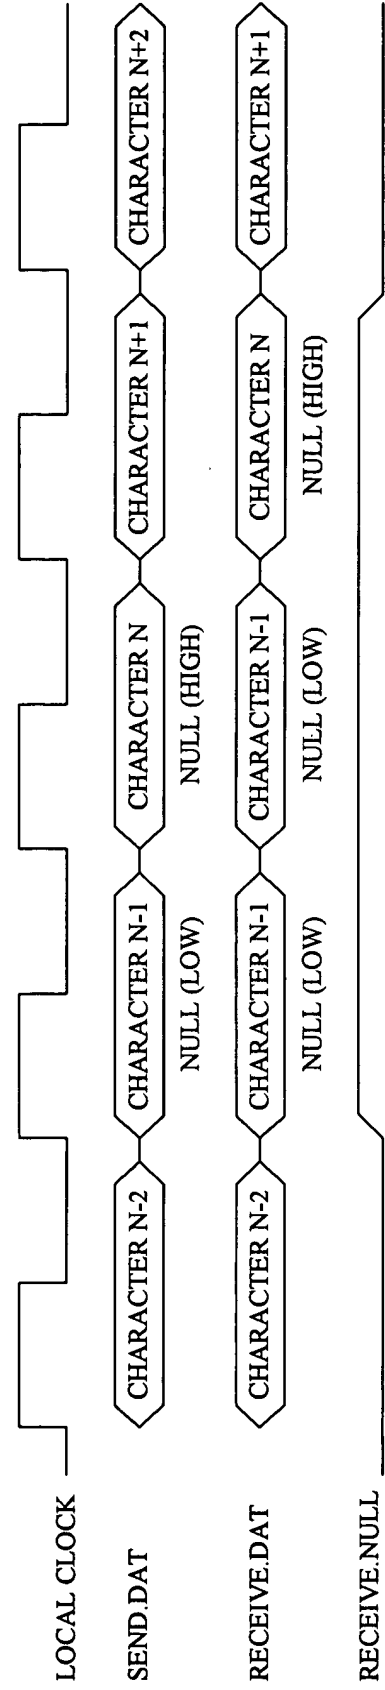 LOCAL CLOCK
SEND.DAT
CHARACTER N-2
CHARACTER N-1
CHARACTER N
CHARACTER N+1
CHARACTER N+2
NULL (LOW)
NULL (HIGH)
RECEIVE.DAT
CHARACTER N-2
CHARACTER N-1
CHARACTER N-1
CHARACTER N
CHARACTER N+1
NULL (LOW)
NULL (LOW)
NULL (HIGH)
RECEIVE.NULL